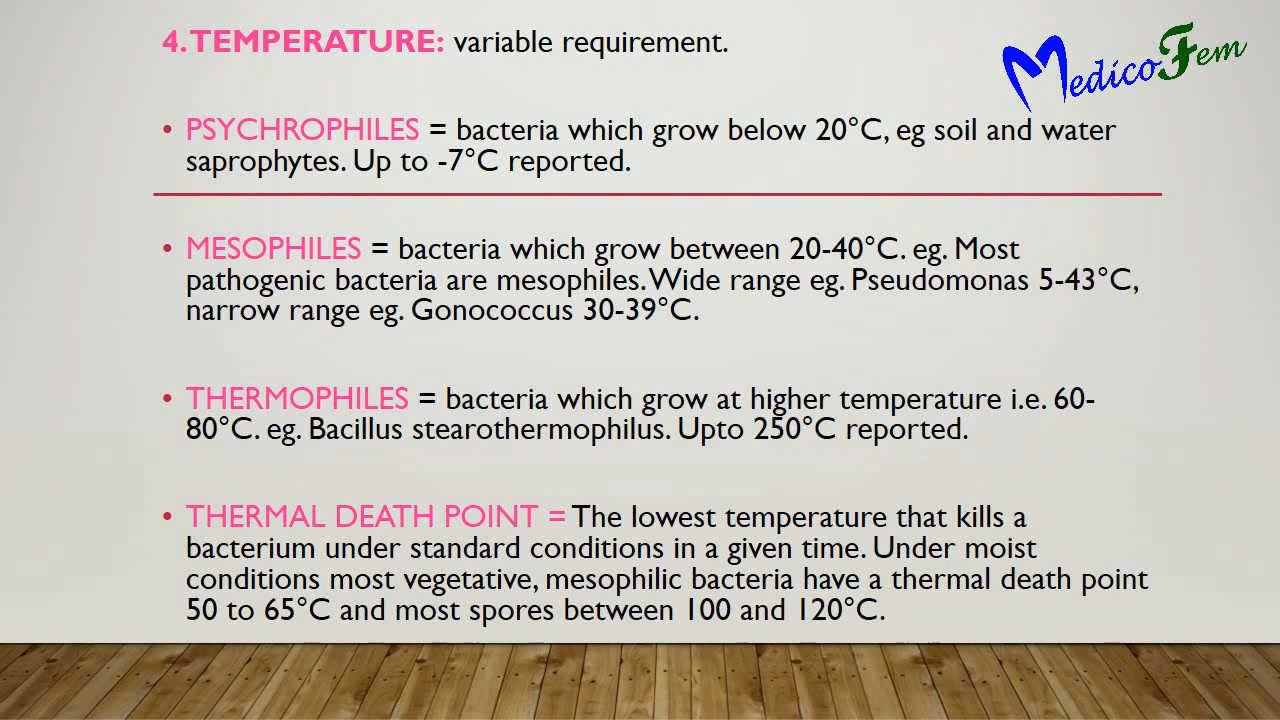 4. TEMPERATURE: variable requirement.
MedicoFem
• PSYCHROPHILES = bacteria which grow below 20°C, eg soil and water
saprophytes. Up to -7°C reported.
• MESOPHILES = bacteria which grow between 20-40°C. eg. Most
pathogenic bacteria are mesophiles. Wide range eg. Pseudomonas 5-43°C,
narrow range eg. Gonococcus 30-39°C.
• THERMOPHILES = bacteria which grow at higher temperature i.e. 60-
80°C. eg. Bacillus stearothermophilus. Upto 250°C reported.
• THERMAL DEATH POINT = The lowest temperature that kills a
bacterium under standard conditions in a given time. Under moist
conditions most vegetative, mesophilic bacteria have a thermal death point
50 to 65°C and most spores between 100 and 120°C.